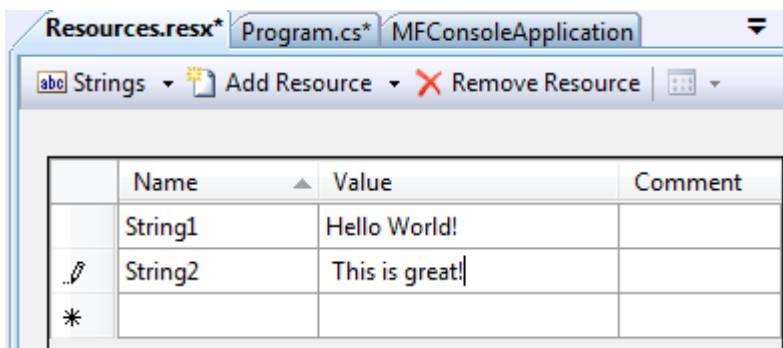 Resources.resx* Program.cs* MFConsoleApplication
abc Strings Add Resource Remove Resource
Name Value Comment
String1 Hello World!
String2 This is great!